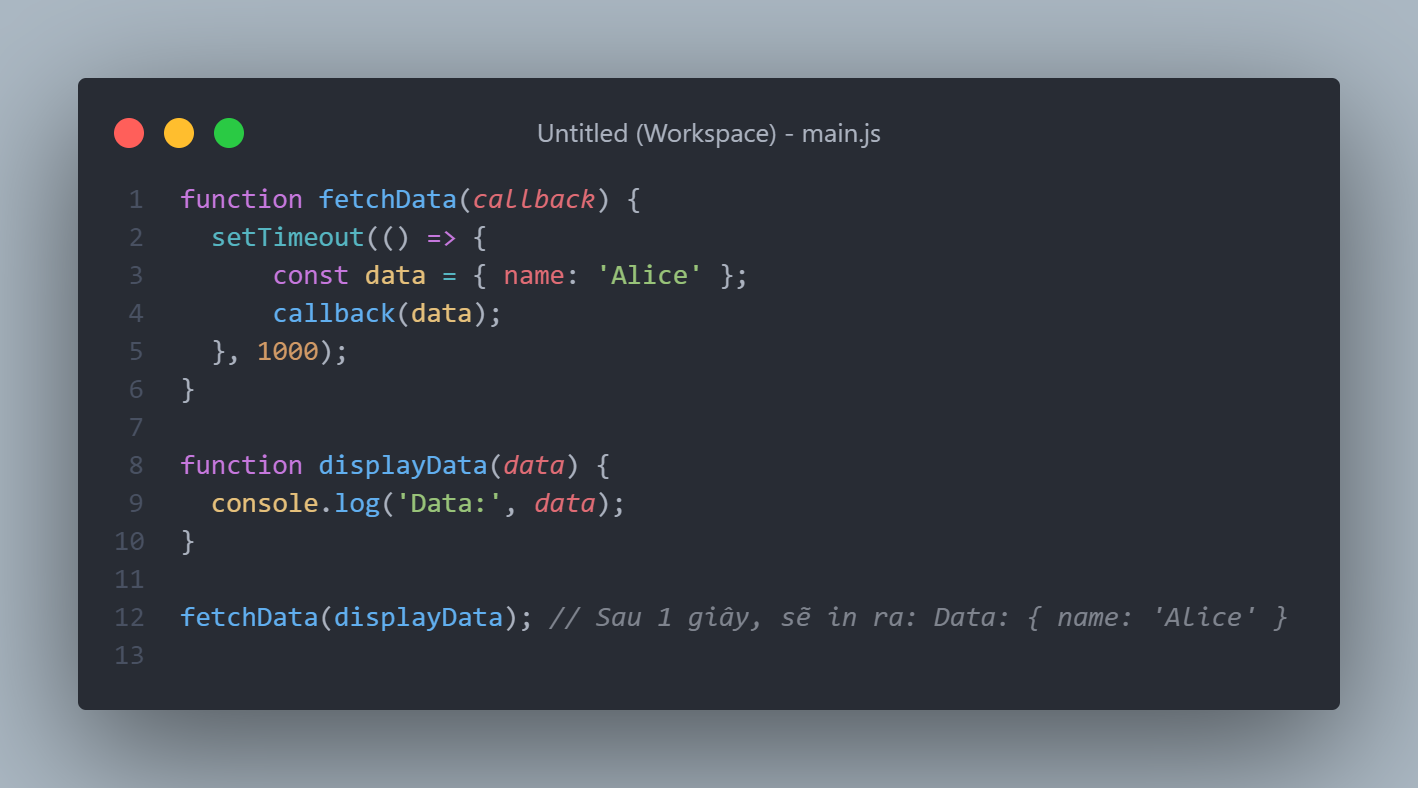 Untitled (Workspace) - main.js
1 function fetchData(callback) {
2   setTimeout(() => {
3       const data = { name: 'Alice' };
4       callback(data);
5   }, 1000);
6 }
7
8 function displayData(data) {
9   console.log('Data:', data);
10 }
11
12 fetchData(displayData); // Sau 1 giây, sẽ in ra: Data: { name: 'Alice' }
13